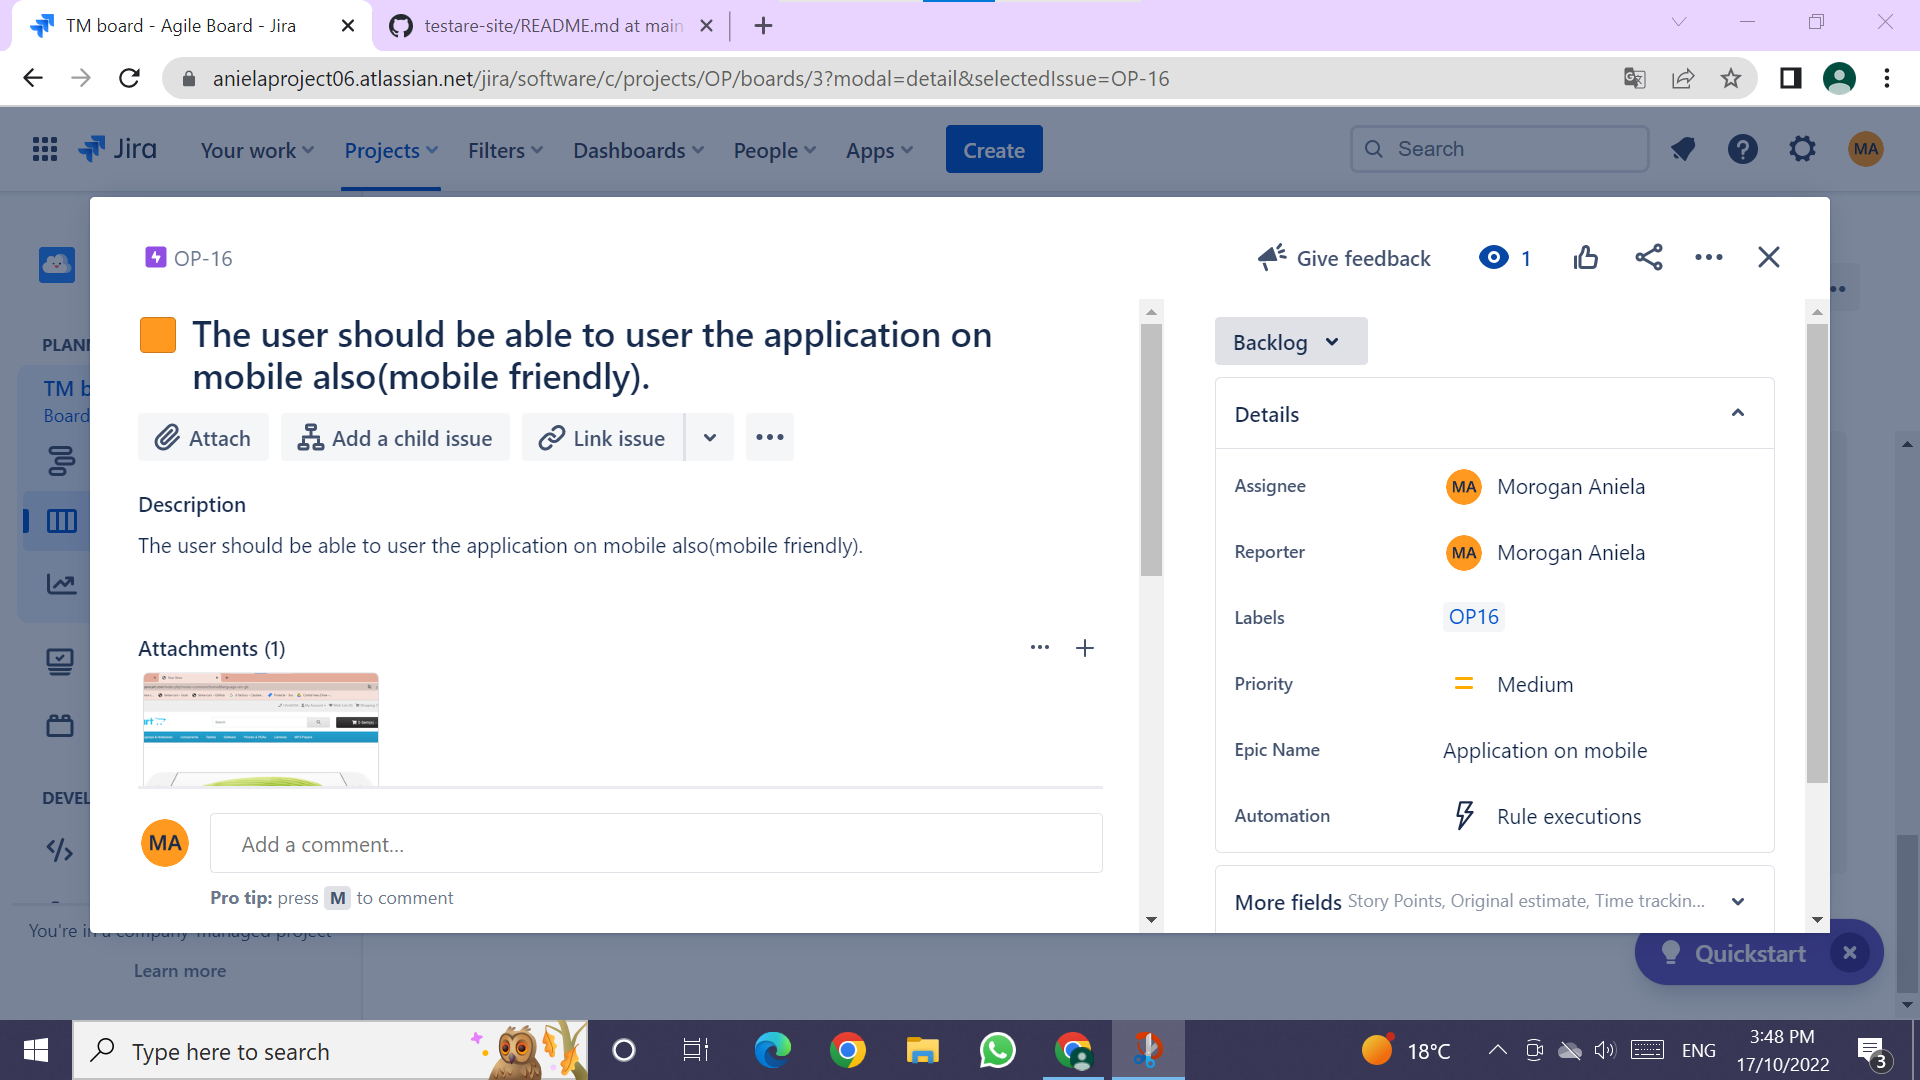 TM board - Agile Board - Jira
testare-site/README.md at main
anielaproject06.atlassian.net/jira/software/c/projects/OP/boards/3?modal=detail&selectedIssue=OP-16
Jira
Your work
Projects
Filters
Dashboards
People
Apps
Create
Search
MA
OP-16
Give feedback
1
The user should be able to user the application on
mobile also(mobile friendly).
Attach
Add a child issue
Link issue
Description
The user should be able to user the application on mobile also(mobile friendly).
Attachments (1)
MA
Add a comment...
Pro tip: press M to comment
Backlog
Details
Assignee
MA Morogan Aniela
Reporter
MA Morogan Aniela
Labels
OP16
Priority
Medium
Epic Name
Application on mobile
Automation
Rule executions
More fields Story Points, Original estimate, Time trackin...
PLANN
TM b
Board
DEVEL
You're in a company-managed project
Learn more
Quickstart
Type here to search
18°C
ENG
3:48 PM
17/10/2022
3